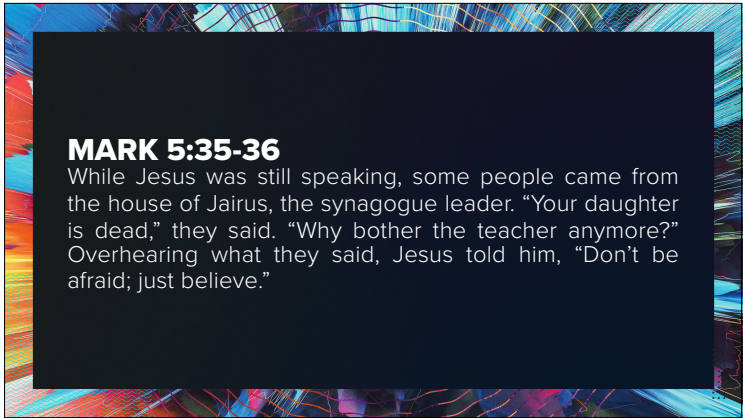 MARK 5:35-36
While Jesus was still speaking, some people came from
the house of Jairus, the synagogue leader. “Your daughter
is dead,” they said. “Why bother the teacher anymore?”
Overhearing what they said, Jesus told him, “Don’t be
afraid; just believe.”